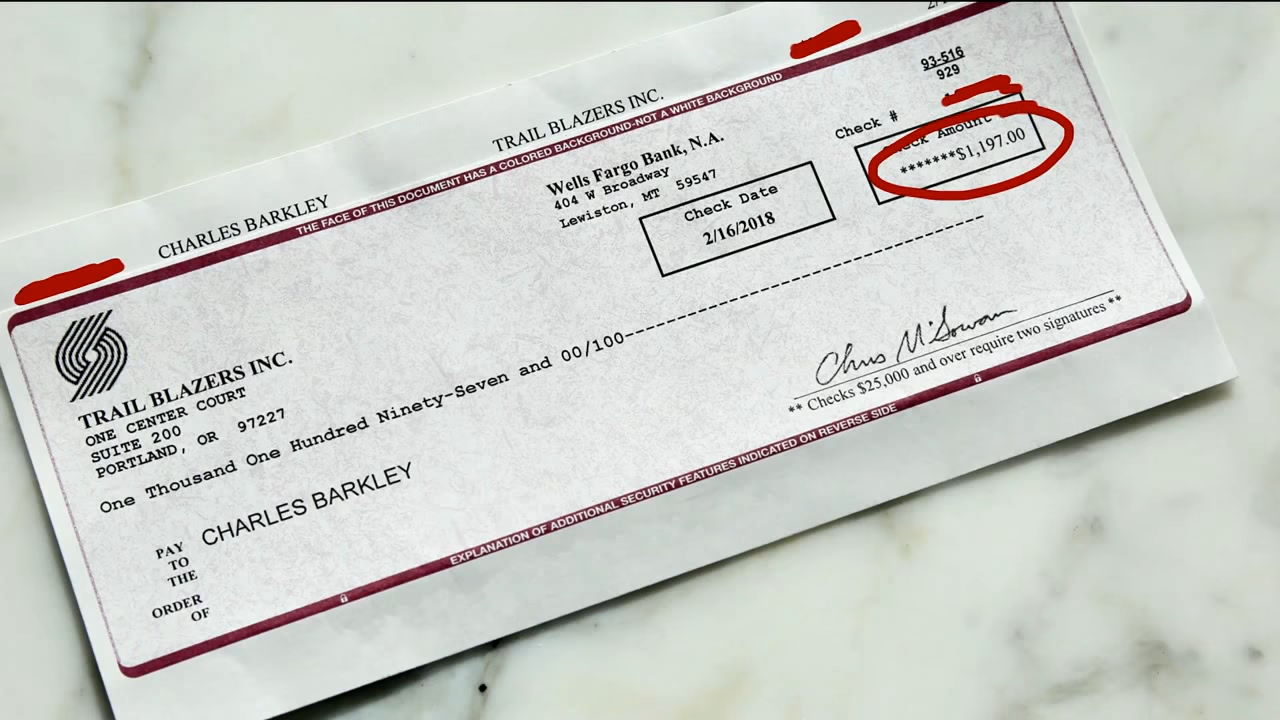 CHARLES BARKLEY
TRAIL BLAZERS INC.
THE FACE OF THIS DOCUMENT HAS A COLORED BACKGROUND-NOT A WHITE BACKGROUND
93-516
929
Wells Fargo Bank, N.A.
404 W Broadway
Lewiston, MT 59547
Check #
Check Date
2/16/2018
Check Amount
*******$1,197.00
TRAIL BLAZERS INC.
ONE CENTER COURT
SUITE 200
PORTLAND, OR 97227
One Thousand One Hundred Ninety-Seven and 00/100
Chris McGowan
** Checks $25,000 and over require two signatures **
PAY
TO
THE
ORDER
OF
CHARLES BARKLEY
EXPLANATION OF ADDITIONAL SECURITY FEATURES INDICATED ON REVERSE SIDE